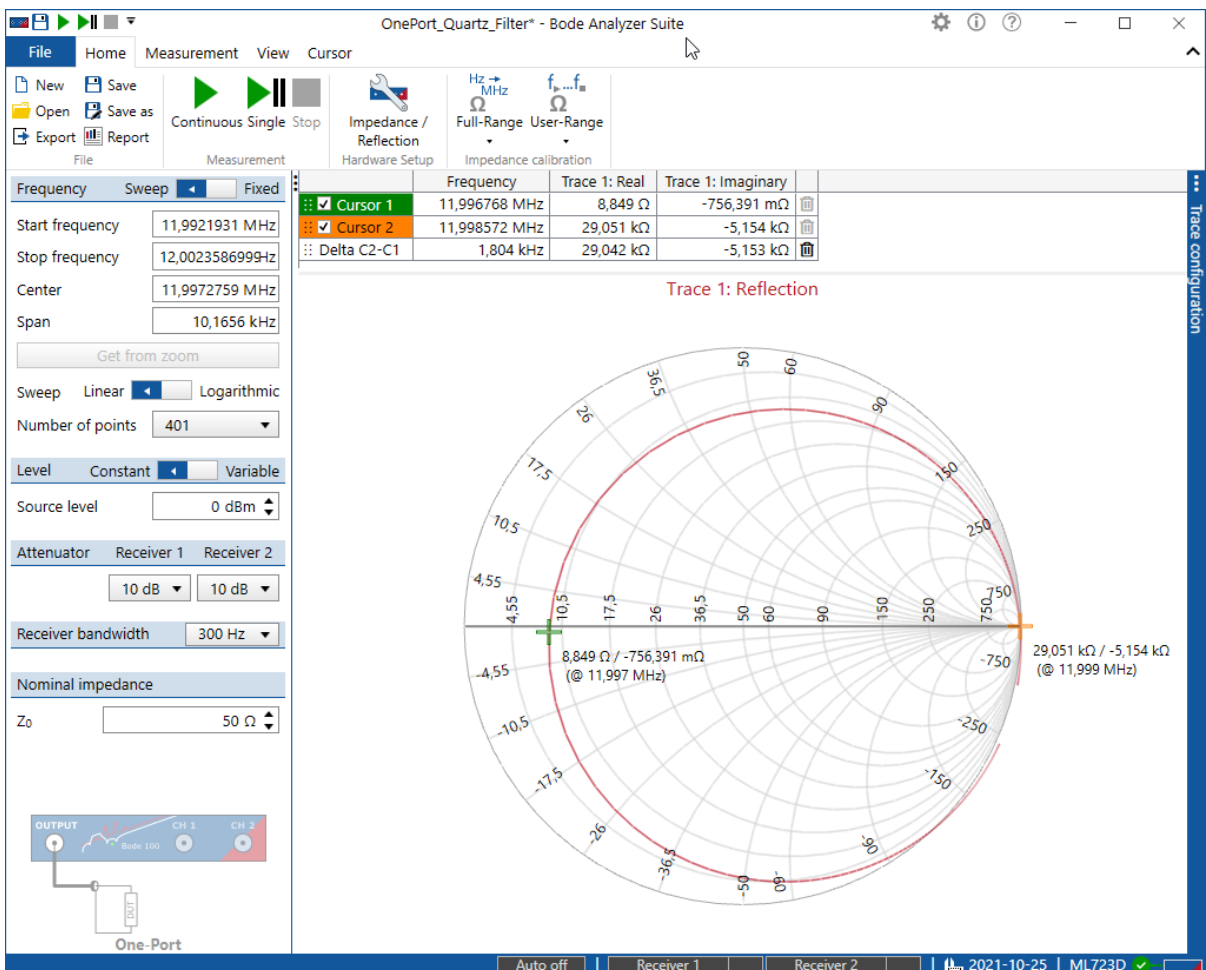 OnePort_Quartz_Filter* - Bode Analyzer Suite
File Home Measurement View Cursor
New Save
Open Save as
Export Report
File
Continuous Single Stop
Measurement
Impedance /
Reflection
Hardware Setup
Hz
MHz
Ω
Full-Range
f...f
Ω
User-Range
Impedance calibration
Frequency Sweep Fixed
Start frequency 11,9921931 MHz
Stop frequency 12,0023586999Hz
Center 11,9972759 MHz
Span 10,1656 kHz
Get from zoom
Sweep Linear Logarithmic
Number of points 401
Level Constant Variable
Source level 0 dBm
Attenuator Receiver 1 Receiver 2
10 dB 10 dB
Receiver bandwidth 300 Hz
Nominal impedance
Z0 50 Ω
OUTPUT CH 1 CH 2
Bode 100
DUT
One-Port
Frequency Trace 1: Real Trace 1: Imaginary
Cursor 1 11,996768 MHz 8,849 Ω -756,391 mΩ
Cursor 2 11,998572 MHz 29,051 kΩ -5,154 kΩ
Delta C2-C1 1,804 kHz 29,042 kΩ -5,153 kΩ
Trace configuration
Trace 1: Reflection
50
60
36,5
26
90
17,5
150
10,5
250
4,55
750
4,55 10,5 17,5 26 36,5 50 60 90 150 250 750
8,849 Ω / -756,391 mΩ
(@ 11,997 MHz)
29,051 kΩ / -5,154 kΩ
(@ 11,999 MHz)
-4,55
-750
-10,5
-250
-17,5
-150
-26
-90
-36,5
-50
-60
Auto off Receiver 1 Receiver 2 2021-10-25 ML723D